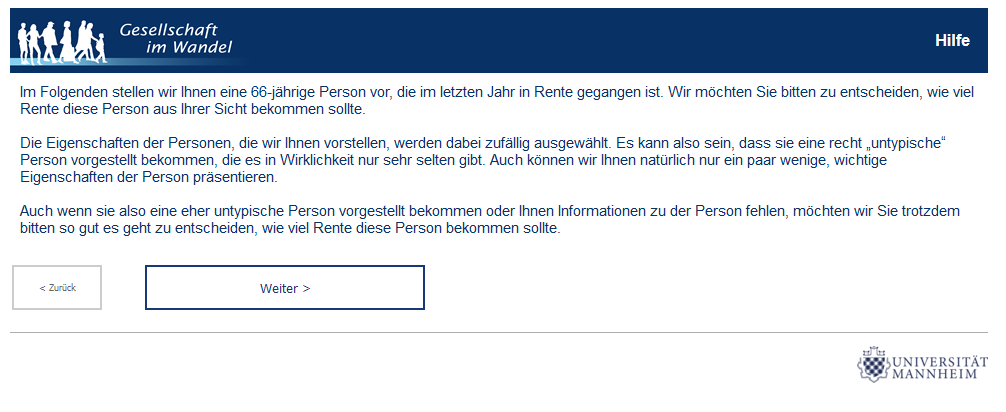 Gesellschaft
im Wandel
Hilfe
Im Folgenden stellen wir Ihnen eine 66-jährige Person vor, die im letzten Jahr in Rente gegangen ist. Wir möchten Sie bitten zu entscheiden, wie viel
Rente diese Person aus Ihrer Sicht bekommen sollte.
Die Eigenschaften der Personen, die wir Ihnen vorstellen, werden dabei zufällig ausgewählt. Es kann also sein, dass sie eine recht „untypische“
Person vorgestellt bekommen, die es in Wirklichkeit nur sehr selten gibt. Auch können wir Ihnen natürlich nur ein paar wenige, wichtige
Eigenschaften der Person präsentieren.
Auch wenn sie also eine eher untypische Person vorgestellt bekommen oder Ihnen Informationen zu der Person fehlen, möchten wir Sie trotzdem
bitten so gut es geht zu entscheiden, wie viel Rente diese Person bekommen sollte.
< Zurück
Weiter >
UNIVERSITÄT
MANNHEIM